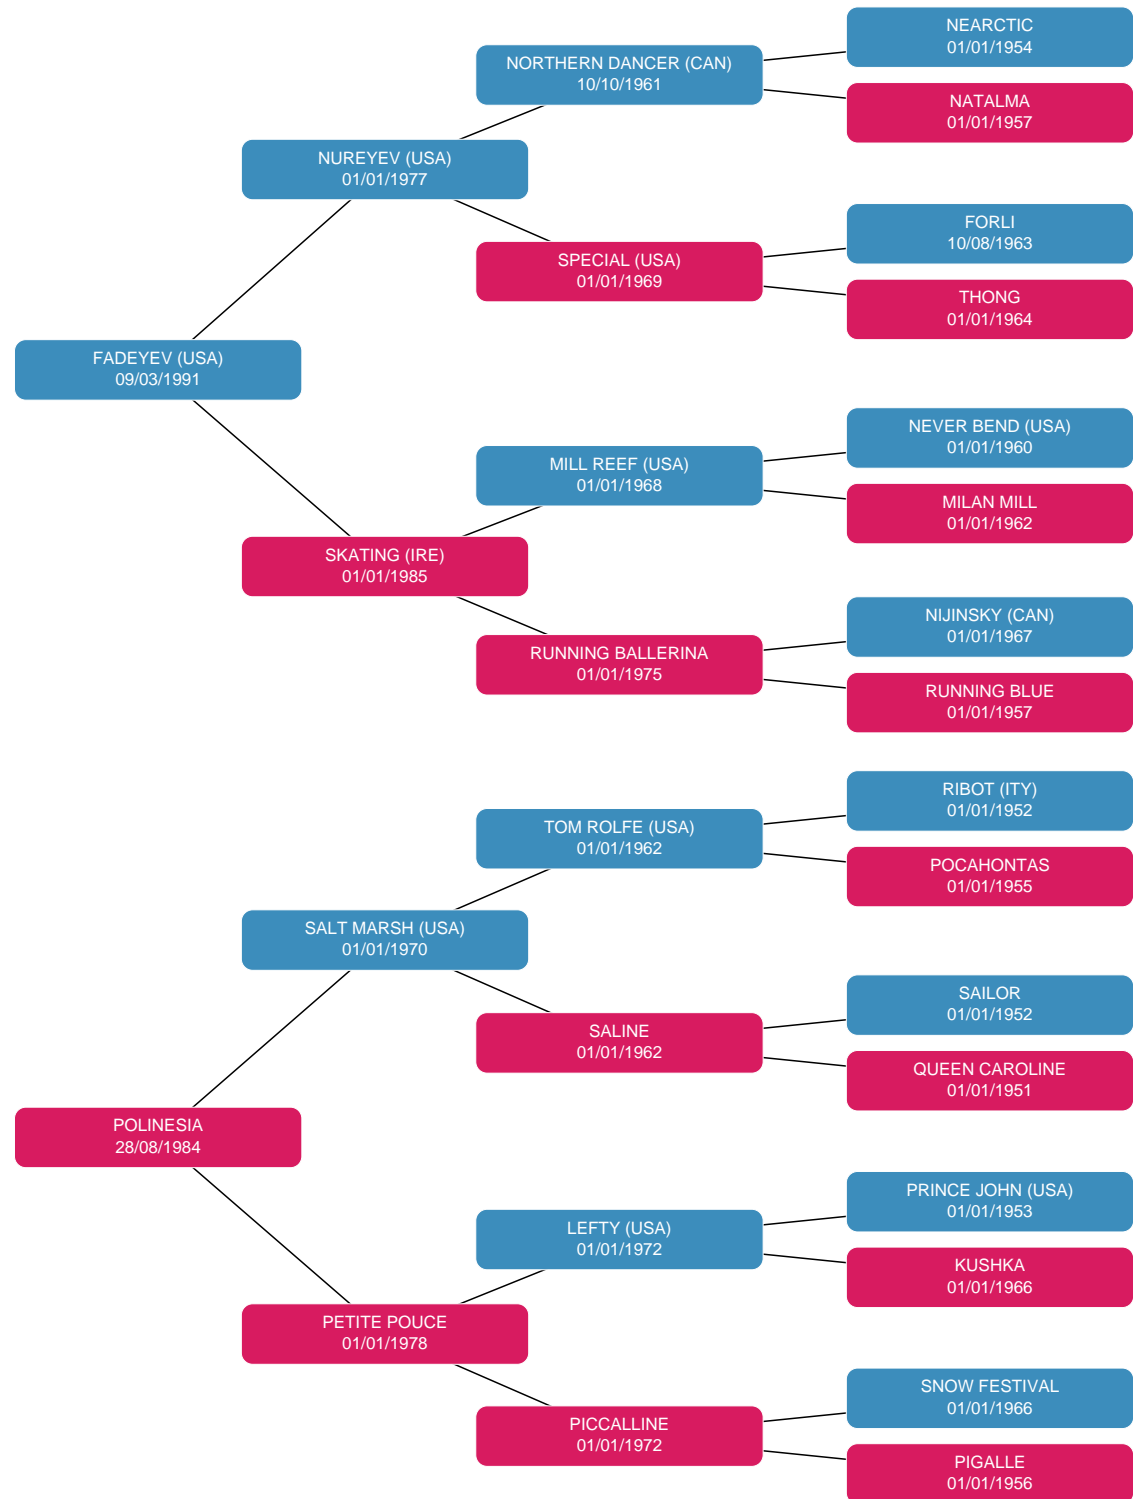 NEARCTIC
01/01/1954
NORTHERN DANCER (CAN)
10/10/1961
NATALMA
01/01/1957
NUREYEV (USA)
01/01/1977
FORLI
10/08/1963
SPECIAL (USA)
01/01/1969
THONG
01/01/1964
FADEYEV (USA)
09/03/1991
NEVER BEND (USA)
01/01/1960
MILL REEF (USA)
01/01/1968
MILAN MILL
01/01/1962
SKATING (IRE)
01/01/1985
NIJINSKY (CAN)
01/01/1967
RUNNING BALLERINA
01/01/1975
RUNNING BLUE
01/01/1957
RIBOT (ITY)
01/01/1952
TOM ROLFE (USA)
01/01/1962
POCAHONTAS
01/01/1955
SALT MARSH (USA)
01/01/1970
SAILOR
01/01/1952
SALINE
01/01/1962
QUEEN CAROLINE
01/01/1951
POLINESIA
28/08/1984
PRINCE JOHN (USA)
01/01/1953
LEFTY (USA)
01/01/1972
KUSHKA
01/01/1966
PETITE POUCE
01/01/1978
SNOW FESTIVAL
01/01/1966
PICCALLINE
01/01/1972
PIGALLE
01/01/1956